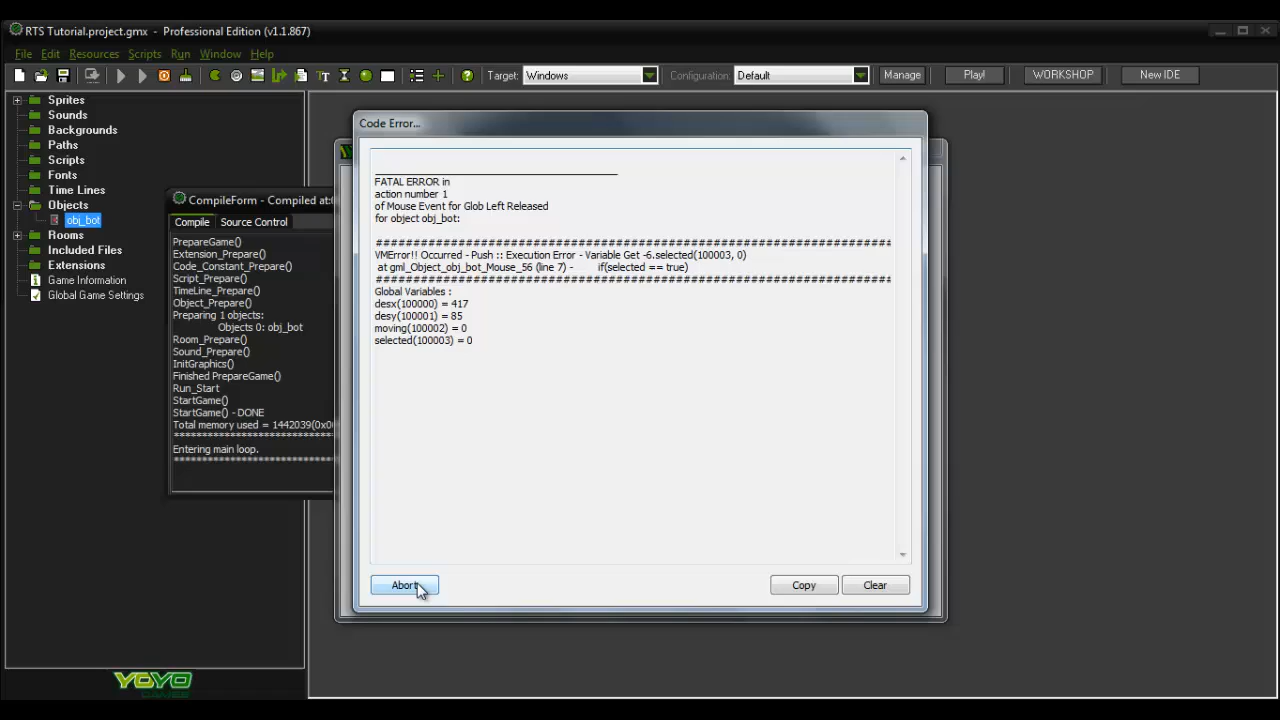 RTS Tutorial.project.gmx - Professional Edition (v1.1.867)
File Edit Resources Scripts Run Window Help
Target: Windows Configuration: Default Manage Play! WORKSHOP New IDE
Sprites
Sounds
Backgrounds
Paths
Scripts
Fonts
Time Lines
Objects
obj_bot
Rooms
Included Files
Extensions
Game Information
Global Game Settings
YOYO
GAMES
CompileForm - Compiled at:
Compile Source Control
PrepareGame()
Extension_Prepare()
Code_Constant_Prepare()
Script_Prepare()
TimeLine_Prepare()
Object_Prepare()
Preparing 1 objects:
Objects 0: obj_bot
Room_Prepare()
Sound_Prepare()
InitGraphics()
Finished PrepareGame()
Run_Start
StartGame()
StartGame() - DONE
Total memory used = 1442039(0x00
Entering main loop.
Code Error...
FATAL ERROR in
action number 1
of Mouse Event for Glob Left Released
for object obj_bot:
VMError!! Occurred - Push :: Execution Error - Variable Get -6.selected(100003, 0)
at gml_Object_obj_bot_Mouse_56 (line 7) - if(selected == true)
Global Variables :
desx(100000) = 417
desy(100001) = 85
moving(100002) = 0
selected(100003) = 0
Abort Copy Clear